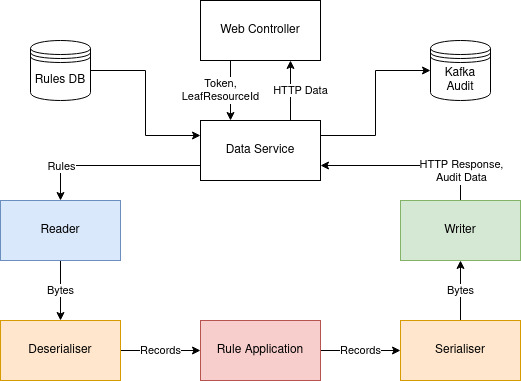 Web Controller
Rules DB
Kafka
Audit
Token,
LeafResourceId
HTTP Data
Data Service
Rules
HTTP Response,
Audit Data
Reader
Writer
Bytes
Bytes
Deserialiser
Records
Rule Application
Records
Serialiser